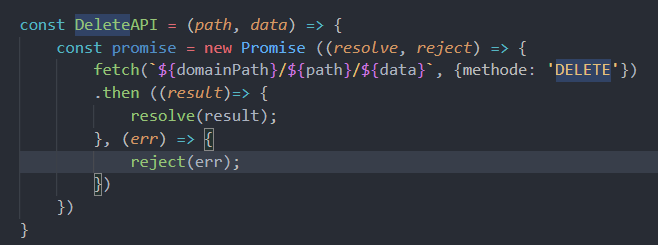 const DeleteAPI = (path, data) => {
const promise = new Promise ((resolve, reject) => {
fetch(`${domainPath}/${path}/${data}`, {methode: 'DELETE'})
.then ((result)=> {
resolve(result);
}, (err) => {
reject(err);
})
})
}